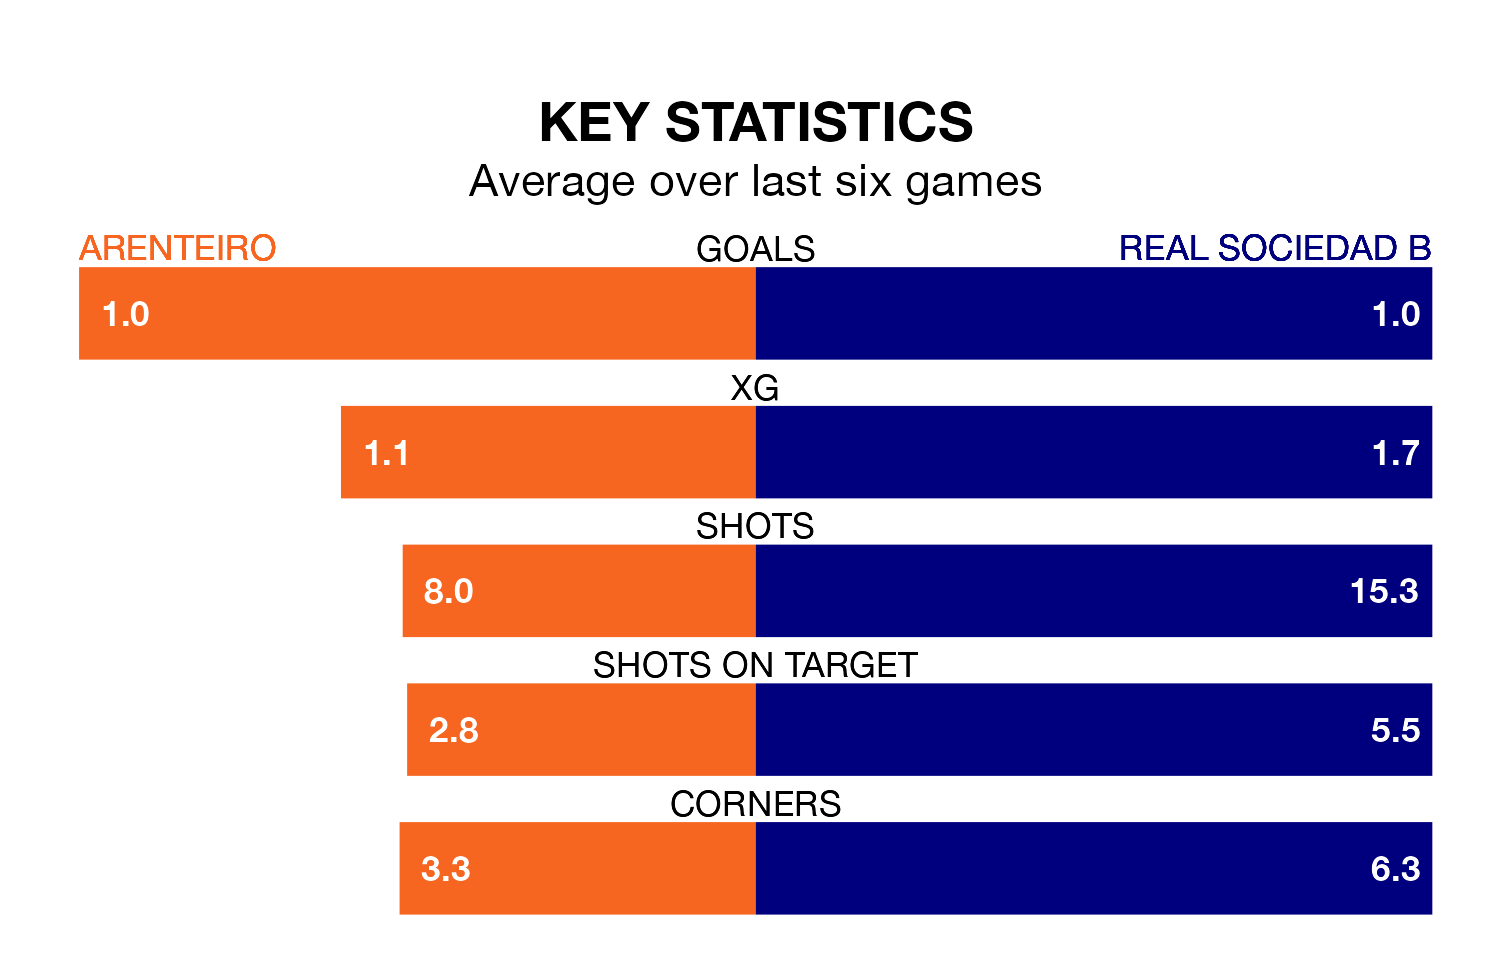 KEY STATISTICS
Average over last six games
ARENTEIRO GOALS REAL SOCIEDAD B
1.0 1.0
XG
1.1 1.7
SHOTS
8.0 15.3
SHOTS ON TARGET
2.8 5.5
CORNERS
3.3 6.3